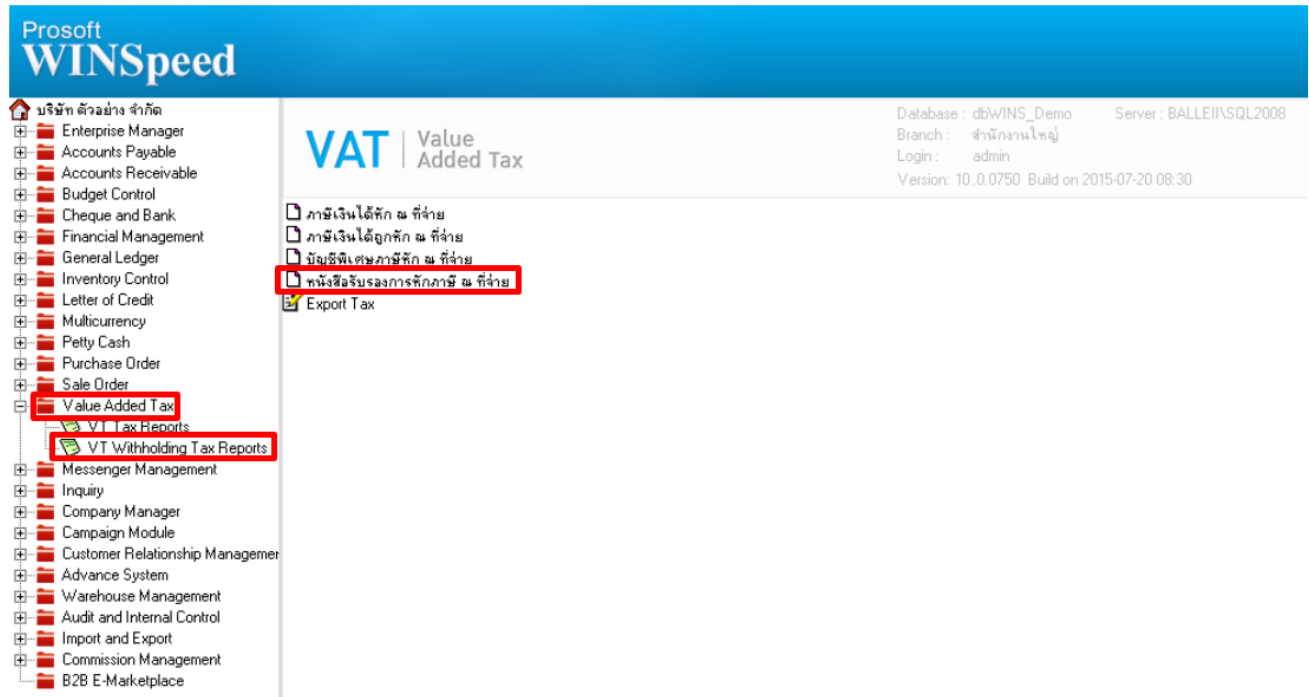 Prosoft
WINSpeed
บริษัท ตัวอย่าง จำกัด
Enterprise Manager
Accounts Payable
Accounts Receivable
Budget Control
Cheque and Bank
Financial Management
General Ledger
Inventory Control
Letter of Credit
Multicurrency
Petty Cash
Purchase Order
Sale Order
Value Added Tax
VT Tax Reports
VT Withholding Tax Reports
Messenger Management
Inquiry
Company Manager
Campaign Module
Customer Relationship Managemer
Advance System
Warehouse Management
Audit and Internal Control
Import and Export
Commission Management
B2B E-Marketplace
VAT Value
Added Tax
Database : dbWINS_Demo Server : BALLEII\SQL2008
Branch : สำนักงานใหญ่
Login : admin
Version: 10.0.0750 Build on 2015-07-20 08:30
ภาษีเงินได้หัก ณ ที่จ่าย
ภาษีเงินได้ถูกหัก ณ ที่จ่าย
บัญชีพิเศษภาษีหัก ณ ที่จ่าย
หนังสือรับรองการหักภาษี ณ ที่จ่าย
Export Tax